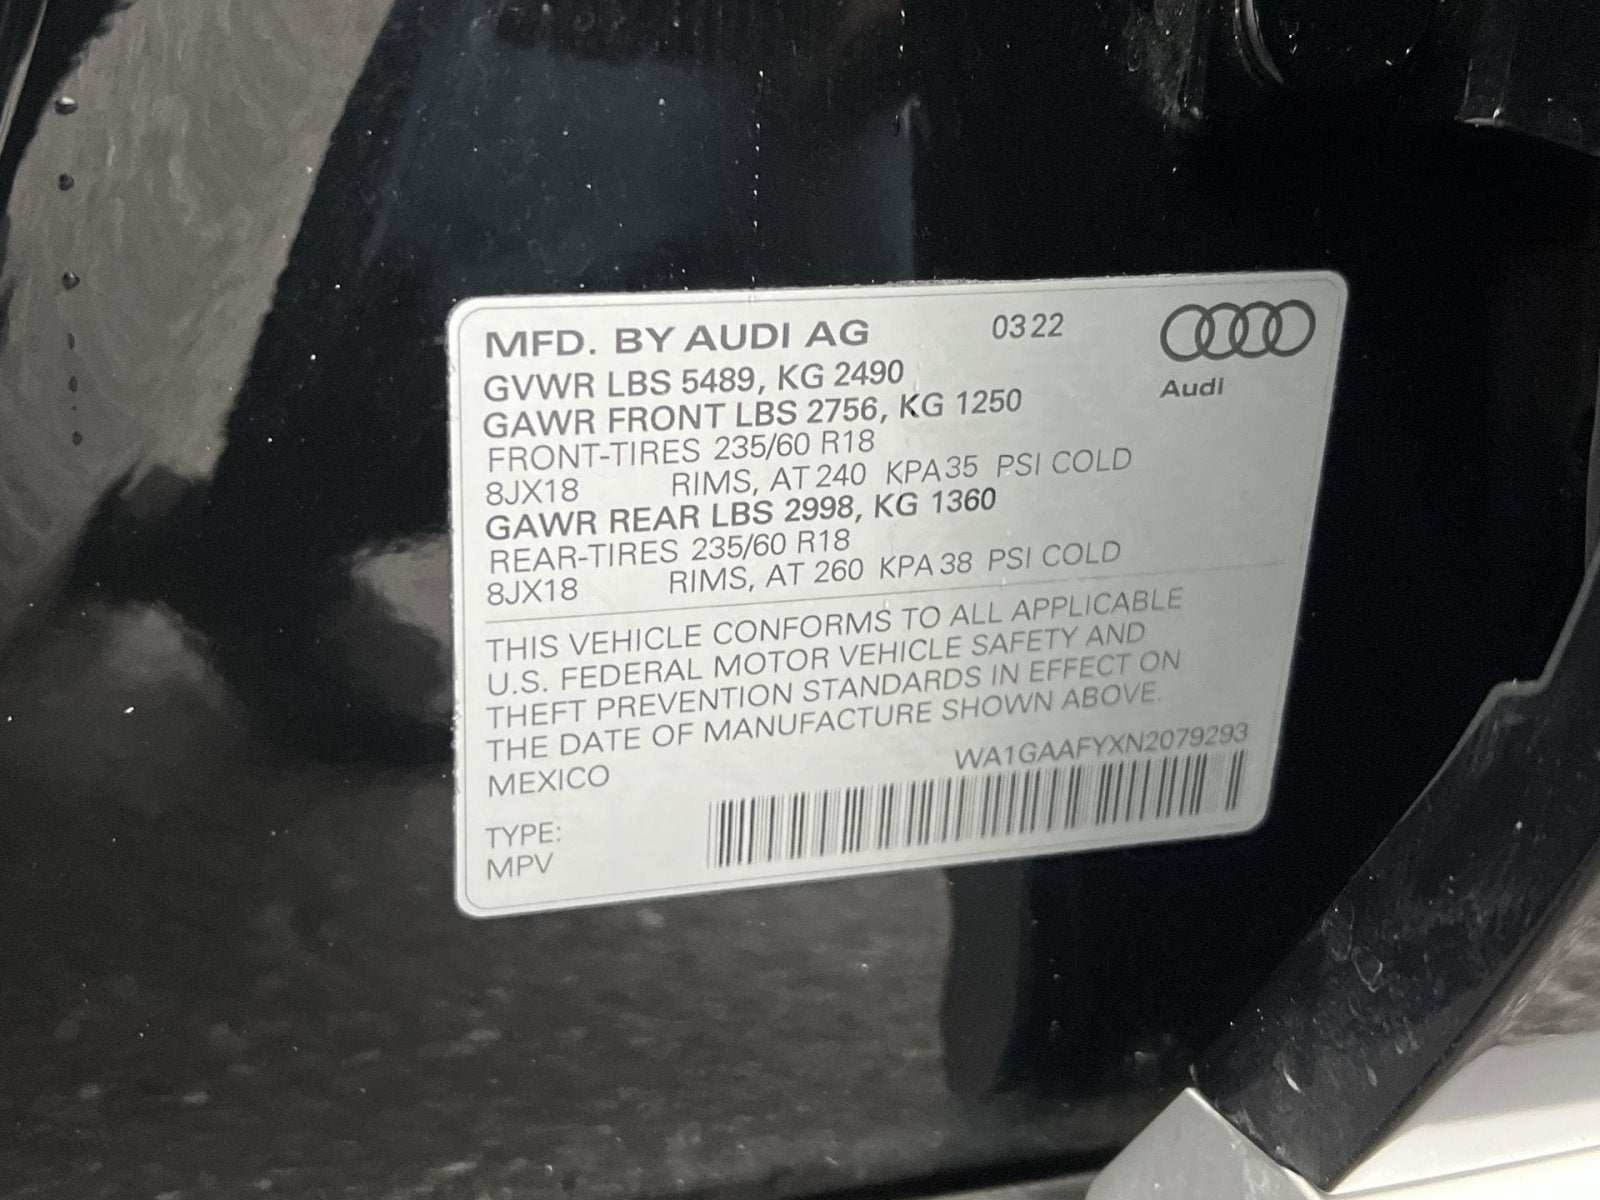 MFD. BY AUDI AG 03 22
Audi
GVWR LBS 5489, KG 2490
GAWR FRONT LBS 2756, KG 1250
FRONT-TIRES 235/60 R18
8JX18 RIMS, AT 240 KPA 35 PSI COLD
GAWR REAR LBS 2998, KG 1360
REAR-TIRES 235/60 R18
8JX18 RIMS, AT 260 KPA 38 PSI COLD
THIS VEHICLE CONFORMS TO ALL APPLICABLE
U.S. FEDERAL MOTOR VEHICLE SAFETY AND
THEFT PREVENTION STANDARDS IN EFFECT ON
THE DATE OF MANUFACTURE SHOWN ABOVE.
MEXICO WA1GAAFYXN2079293
TYPE:
MPV